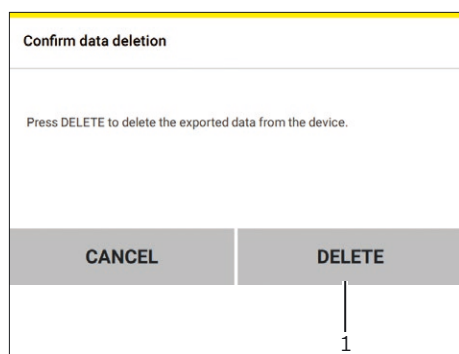 Confirm data deletion
Press DELETE to delete the exported data from the device.
CANCEL DELETE
1